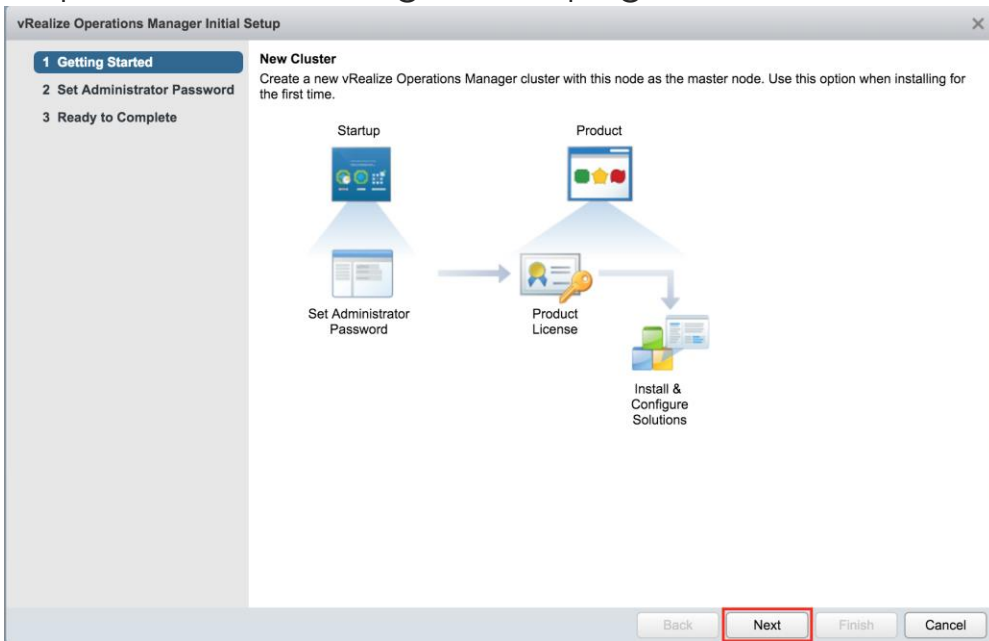 vRealize Operations Manager Initial Setup
1 Getting Started
2 Set Administrator Password
3 Ready to Complete
New Cluster
Create a new vRealize Operations Manager cluster with this node as the master node. Use this option when installing for
the first time.
Startup
Product
Set Administrator
Password
Product
License
Install &
Configure
Solutions
Back
Next
Finish
Cancel